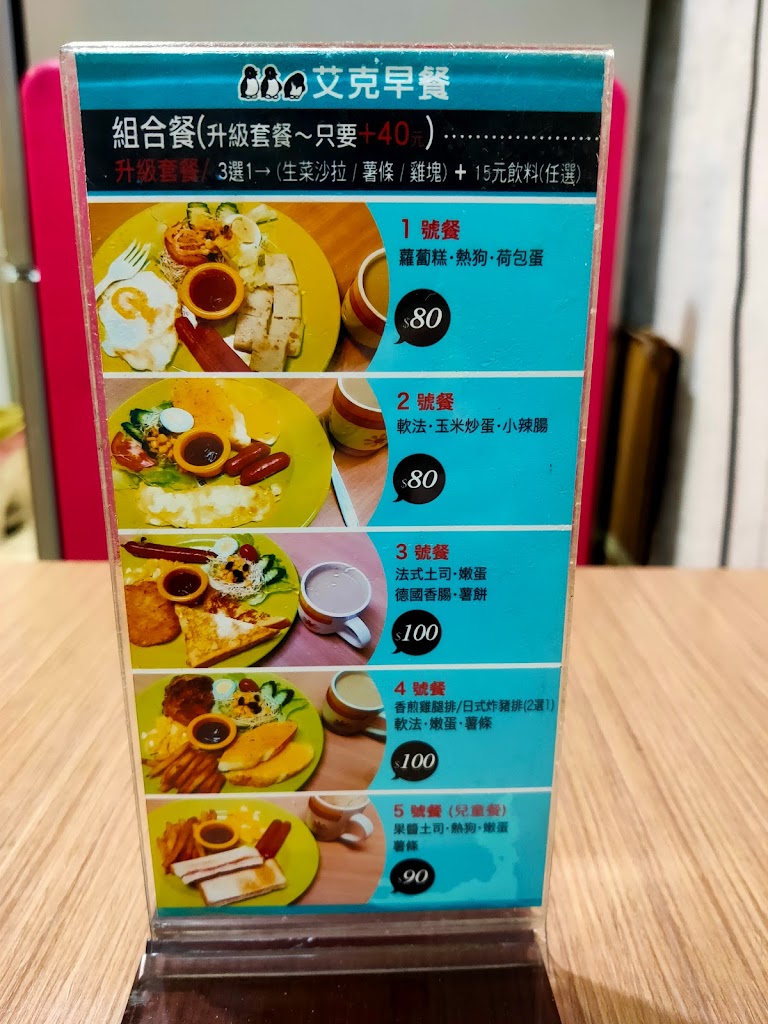 艾克早餐
組合餐(升級套餐～只要+40元)
升級套餐/ 3選1→ (生菜沙拉 / 薯條 / 雞塊) + 15元飲料(任選)
1 號餐
蘿蔔糕·熱狗·荷包蛋
$80
2 號餐
軟法·玉米炒蛋·小辣腸
$80
3 號餐
法式土司·嫩蛋
德國香腸·薯餅
$100
4 號餐
香煎雞腿排/日式炸豬排(2選1)
軟法·嫩蛋·薯條
$100
5 號餐 (兒童餐)
果醬土司·熱狗·嫩蛋
薯條
$90